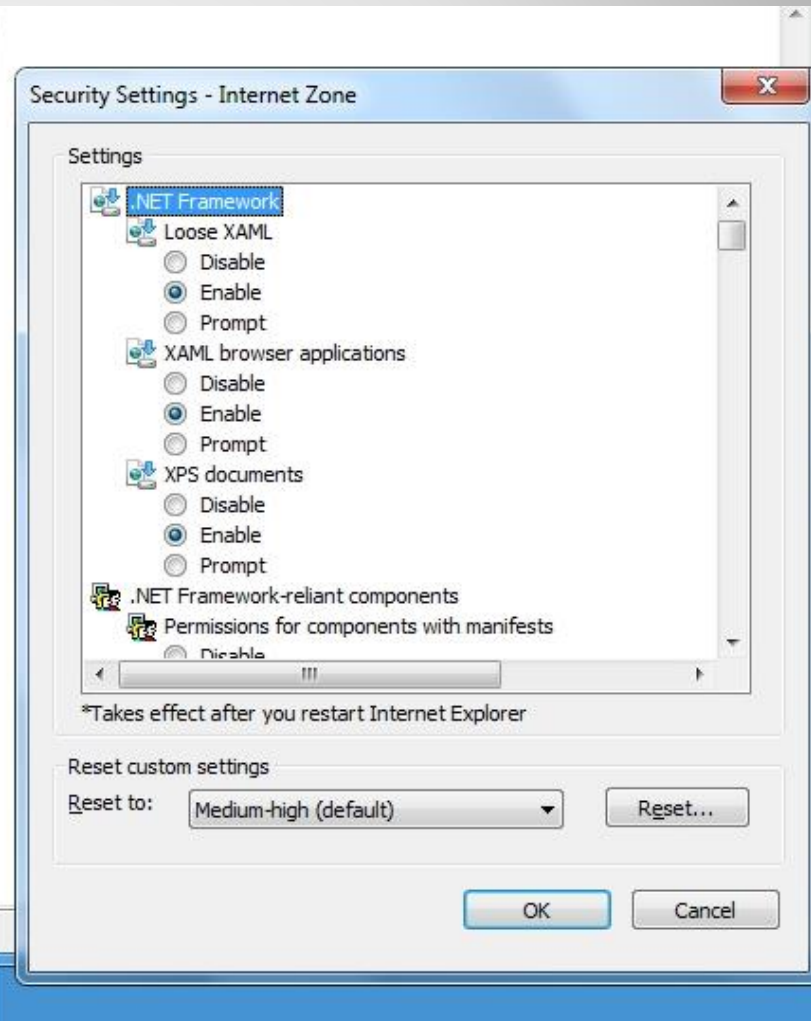 Security Settings - Internet Zone
Settings
.NET Framework
Loose XAML
Disable
Enable
Prompt
XAML browser applications
Disable
Enable
Prompt
XPS documents
Disable
Enable
Prompt
.NET Framework-reliant components
Permissions for components with manifests
Disable
*Takes effect after you restart Internet Explorer
Reset custom settings
Reset to: Medium-high (default) Reset...
OK Cancel